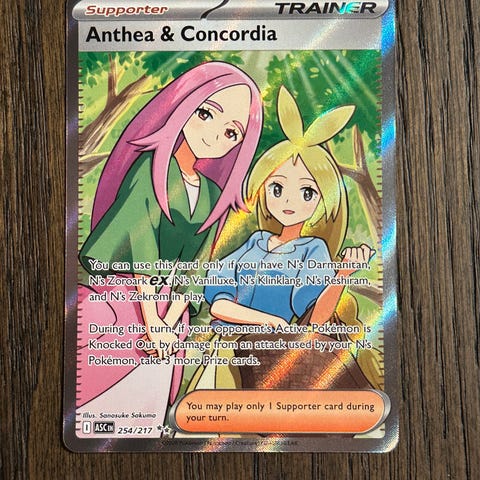 Supporter
TRAINER
Anthea & Concordia
You can use this card only if you have N's Darmanitan,
N's Zoroark ex, N's Vanilluxe, N's Klinklang, N's Reshiram,
and N's Zekrom in play.
During this turn, if your opponent's Active Pokémon is
Knocked Out by damage from an attack used by your N's
Pokémon, take 3 more Prize cards.
Illus. Sanosuke Sakuma
I ASC EN 254/217
You may play only 1 Supporter card during
your turn.